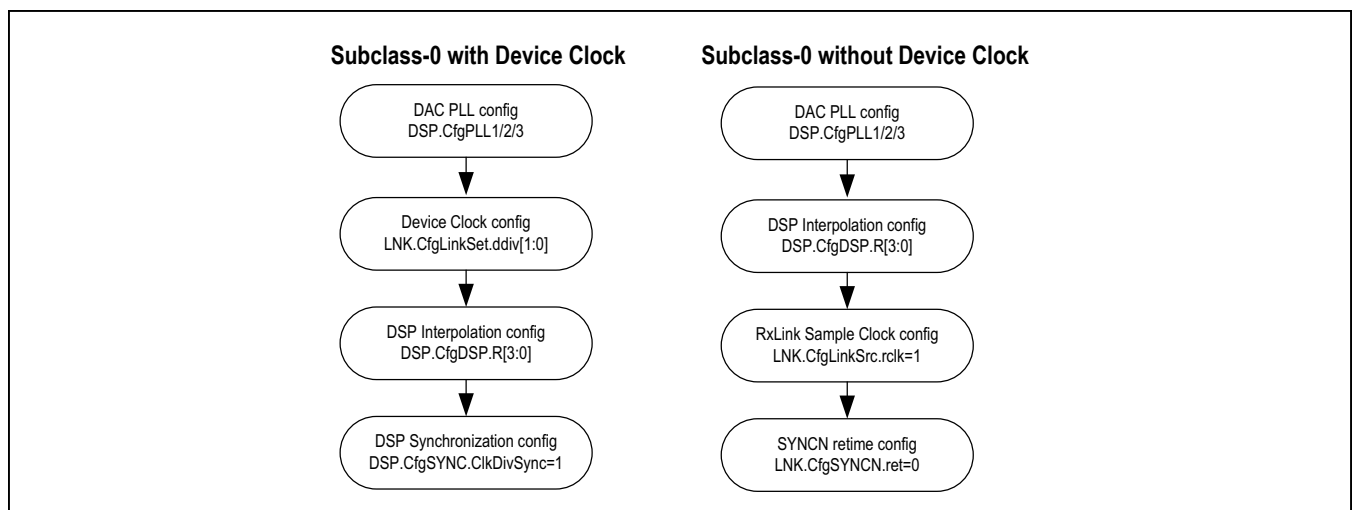 Subclass-0 with Device Clock
DAC PLL config
DSP.CfgPLL1/2/3
Device Clock config
LNK.CfgLinkSet.ddiv[1:0]
DSP Interpolation config
DSP.CfgDSP.R[3:0]
DSP Synchronization config
DSP.CfgSYNC.ClkDivSync=1
Subclass-0 without Device Clock
DAC PLL config
DSP.CfgPLL1/2/3
DSP Interpolation config
DSP.CfgDSP.R[3:0]
RxLink Sample Clock config
LNK.CfgLinkSrc.rclk=1
SYNCN retime config
LNK.CfgSYNCN.ret=0